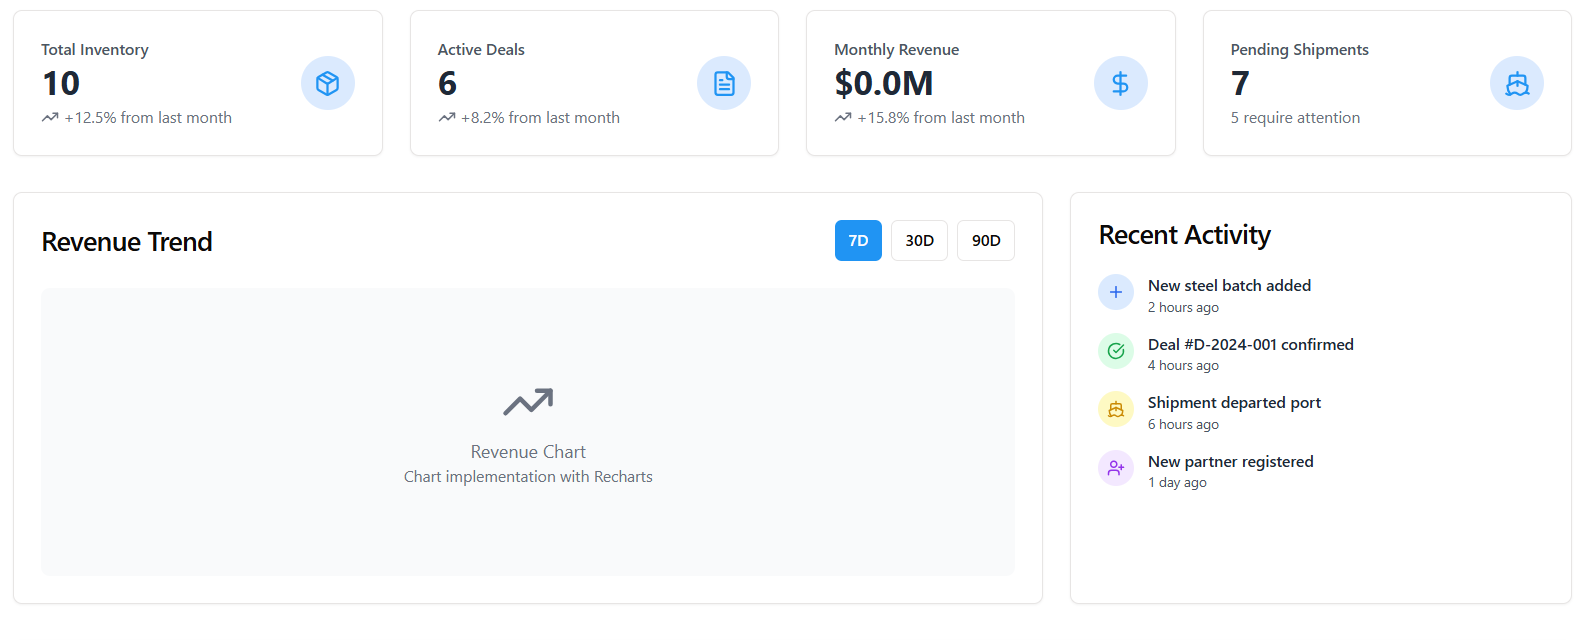 Total Inventory
10
+12.5% from last month
Active Deals
6
+8.2% from last month
Monthly Revenue
$0.0M
+15.8% from last month
Pending Shipments
7
5 require attention
Revenue Trend
7D
30D
90D
Revenue Chart
Chart implementation with Recharts
Recent Activity
New steel batch added
2 hours ago
Deal #D-2024-001 confirmed
4 hours ago
Shipment departed port
6 hours ago
New partner registered
1 day ago